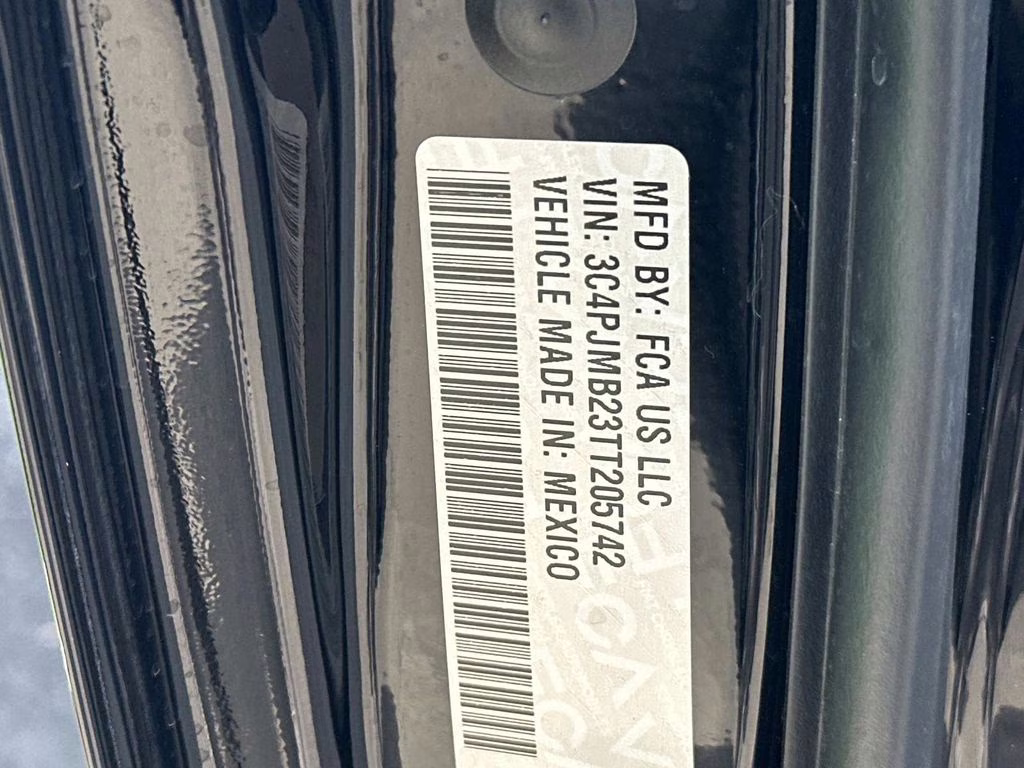 MFD BY: FCA US LLC
VIN: 3C4PJMB23TT205742
VEHICLE MADE IN: MEXICO